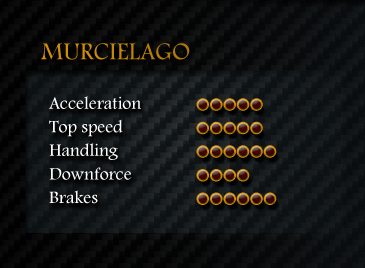 MURCIELAGO
Acceleration
Top speed
Handling
Downforce
Brakes